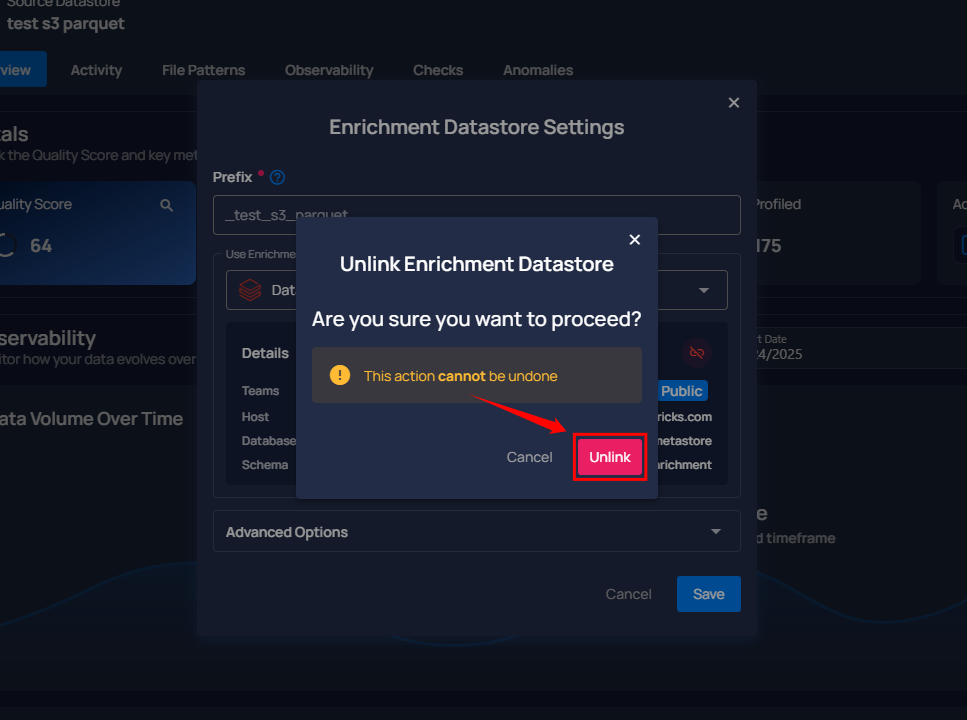 Source Datastore
test s3 parquet
view Activity File Patterns Observability Checks Anomalies
Enrichment Datastore Settings
tals
k the Quality Score and key met
Prefix •
uality Score
64
_test_s3_parquet
Profiled
175
Ac
Use Enrichme
Dat
Unlink Enrichment Datastore
Are you sure you want to proceed?
This action cannot be undone
Cancel Unlink
servability
itor how your data evolves over
ata Volume Over Time
Details
Teams Public
Host ricks.com
Database metastore
Schema richment
t Date
24/2025
e
d timeframe
Advanced Options
Cancel Save